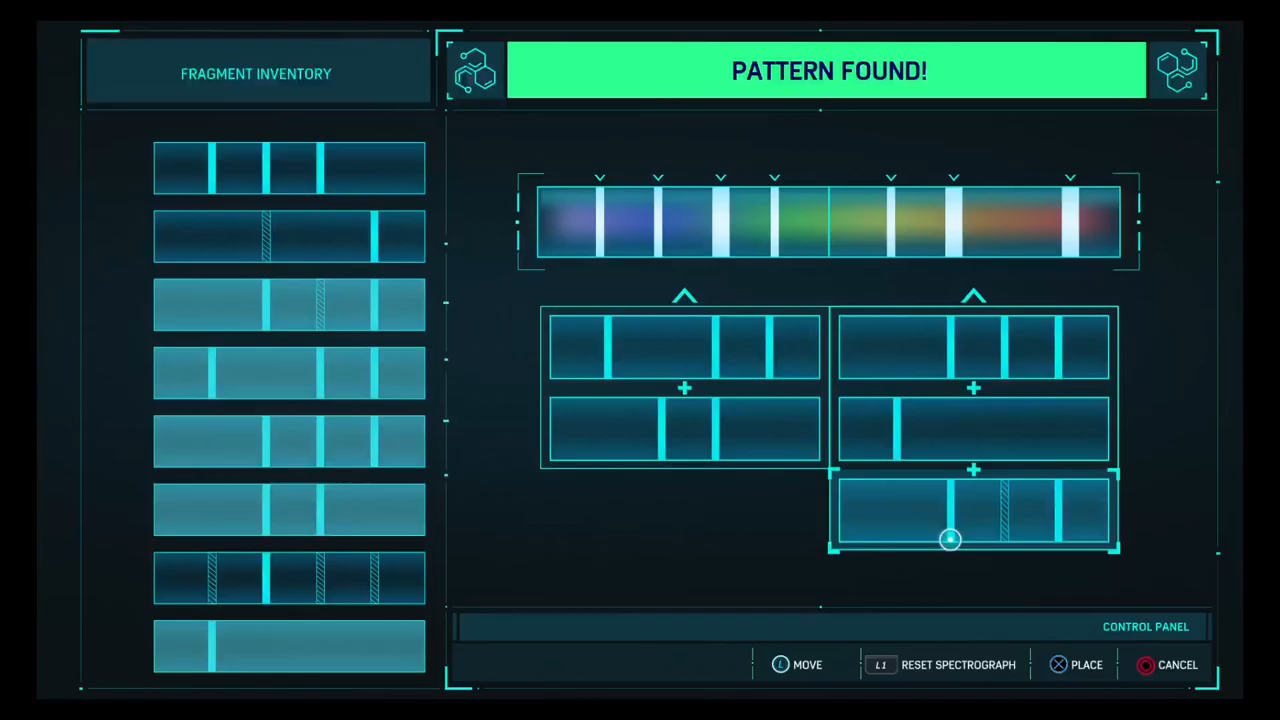 FRAGMENT INVENTORY
PATTERN FOUND!
CONTROL PANEL
L MOVE
L1 RESET SPECTROGRAPH
PLACE
CANCEL